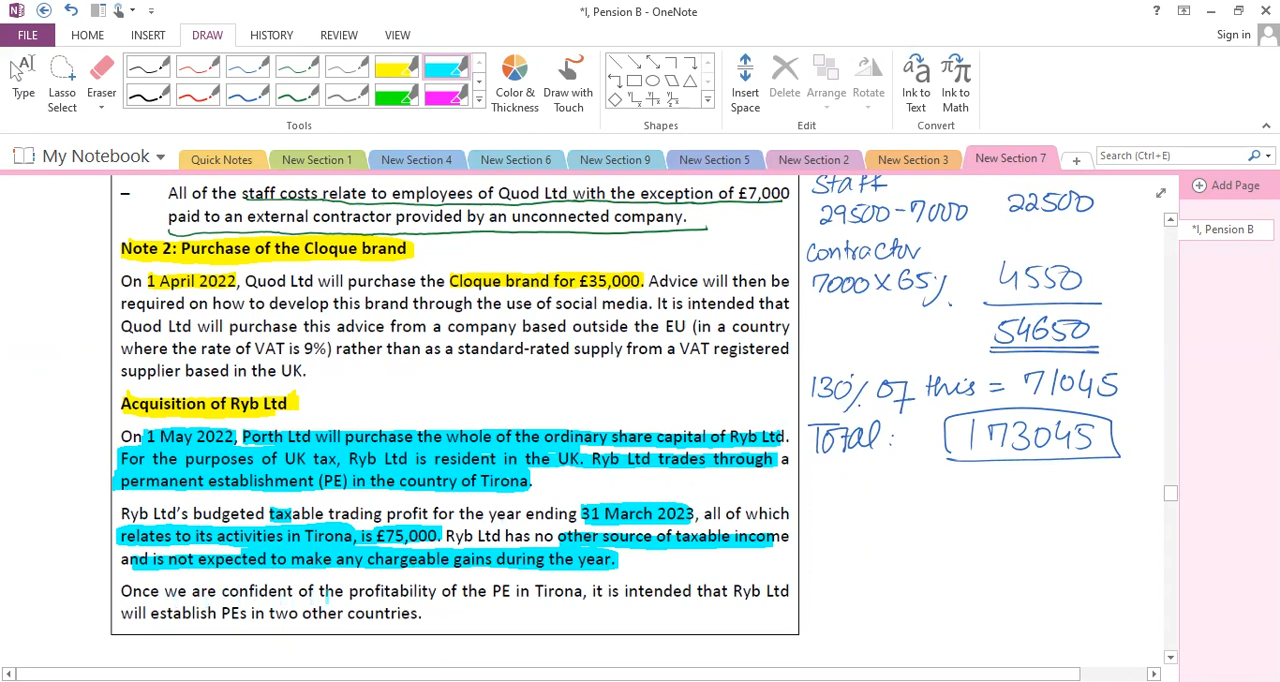 *I, Pension B - OneNote
?
Sign in
FILE HOME INSERT DRAW HISTORY REVIEW VIEW
Type
Lasso Select
Eraser
Color & Thickness
Draw with Touch
Insert Space
Delete
Arrange
Rotate
Ink to Text
Ink to Math
Tools
Shapes
Edit
Convert
My Notebook
Quick Notes
New Section 1
New Section 4
New Section 6
New Section 9
New Section 5
New Section 2
New Section 3
New Section 7
Search (Ctrl+E)
Add Page
*I, Pension B
– All of the staff costs relate to employees of Quod Ltd with the exception of £7,000
paid to an external contractor provided by an unconnected company.
Note 2: Purchase of the Cloque brand
On 1 April 2022, Quod Ltd will purchase the Cloque brand for £35,000. Advice will then be
required on how to develop this brand through the use of social media. It is intended that
Quod Ltd will purchase this advice from a company based outside the EU (in a country
where the rate of VAT is 9%) rather than as a standard-rated supply from a VAT registered
supplier based in the UK.
Acquisition of Ryb Ltd
On 1 May 2022, Porth Ltd will purchase the whole of the ordinary share capital of Ryb Ltd.
For the purposes of UK tax, Ryb Ltd is resident in the UK. Ryb Ltd trades through a
permanent establishment (PE) in the country of Tirona.
Ryb Ltd's budgeted taxable trading profit for the year ending 31 March 2023, all of which
relates to its activities in Tirona, is £75,000. Ryb Ltd has no other source of taxable income
and is not expected to make any chargeable gains during the year.
Once we are confident of the profitability of the PE in Tirona, it is intended that Ryb Ltd
will establish PEs in two other countries.
Staff
29500-7000 22500
Contractor
7000 X 65% 4550
54650
130% of this = 71045
Total: 173045